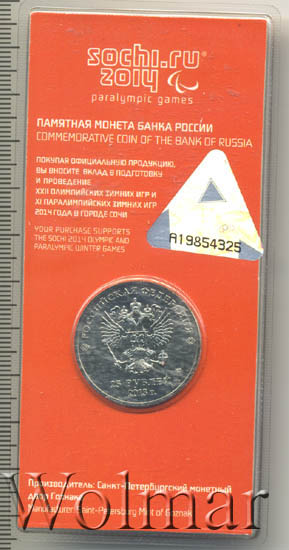 sochi.ru
2014
paralympic games
ПАМЯТНАЯ МОНЕТА БАНКА РОССИИ
COMMEMORATIVE COIN OF THE BANK OF RUSSIA
ПОКУПАЯ ОФИЦИАЛЬНУЮ ПРОДУКЦИЮ,
ВЫ ВНОСИТЕ ВКЛАД В ПОДГОТОВКУ
И ПРОВЕДЕНИЕ
XXII ОЛИМПИЙСКИХ ЗИМНИХ ИГР И
XI ПАРАЛИМПИЙСКИХ ЗИМНИХ ИГР
2014 ГОДА В ГОРОДЕ СОЧИ
YOUR PURCHASE SUPPORTS
THE SOCHI 2014 OLYMPIC AND
PARALYMPIC WINTER GAMES
A19854325
РОССИЙСКАЯ ФЕДЕРАЦИЯ
25 РУБЛЕЙ
2013 г.
Производитель: Санкт-Петербургский монетный
двор Гознака
Manufacturer: Saint-Petersburg Mint of Goznak
Wolmar